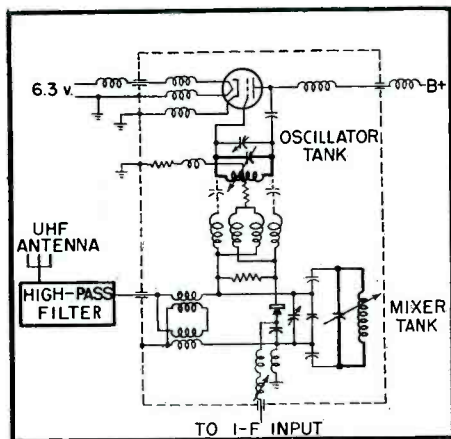 6.3 v.
B+
OSCILLATOR
TANK
UHF
ANTENNA
HIGH-PASS
FILTER
MIXER
TANK
TO I-F INPUT